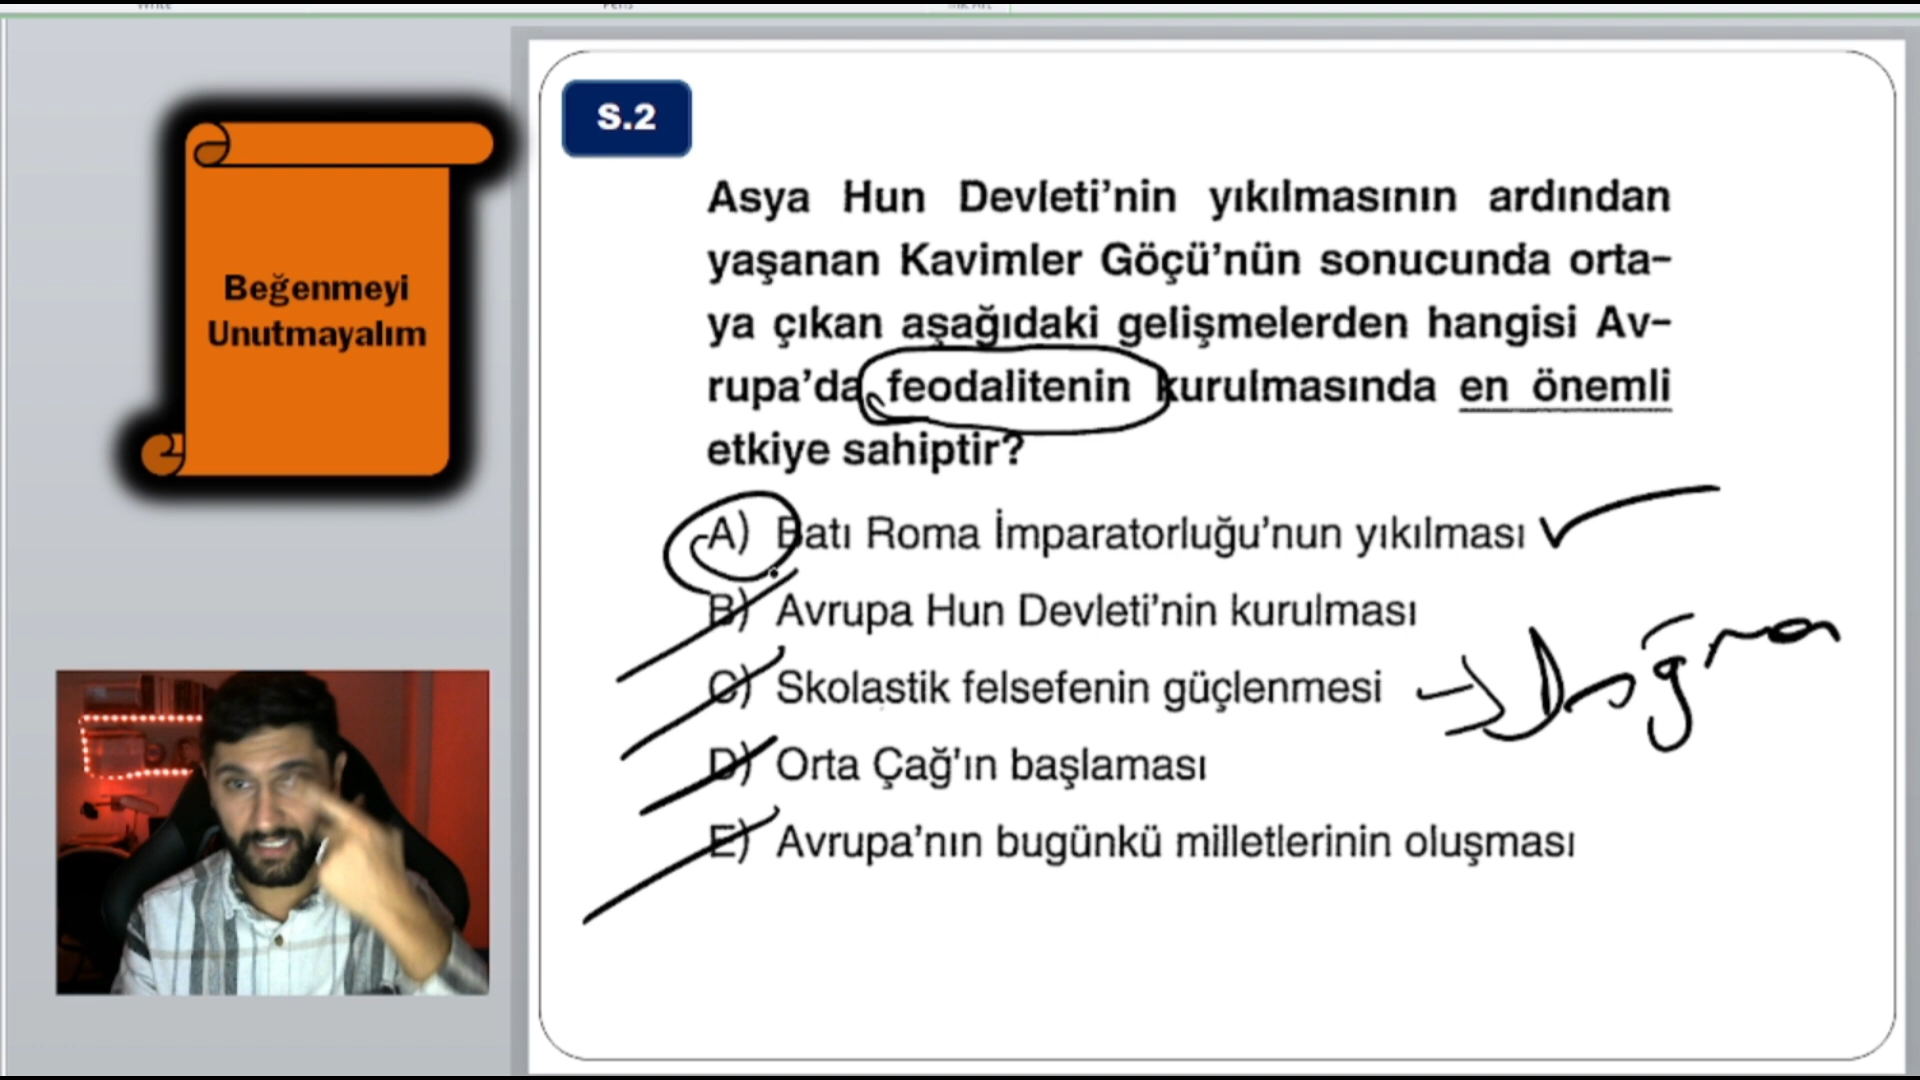 Write
Pens
Beğenmeyi
Unutmayalım
S.2
Asya Hun Devleti’nin yıkılmasının ardından
yaşanan Kavimler Göçü’nün sonucunda orta-
ya çıkan aşağıdaki gelişmelerden hangisi Av-
rupa’da feodalitenin kurulmasında en önemli
etkiye sahiptir?
A) Batı Roma İmparatorluğu’nun yıkılması
B) Avrupa Hun Devleti’nin kurulması
C) Skolastik felsefenin güçlenmesi
D) Orta Çağ’ın başlaması
E) Avrupa’nın bugünkü milletlerinin oluşması